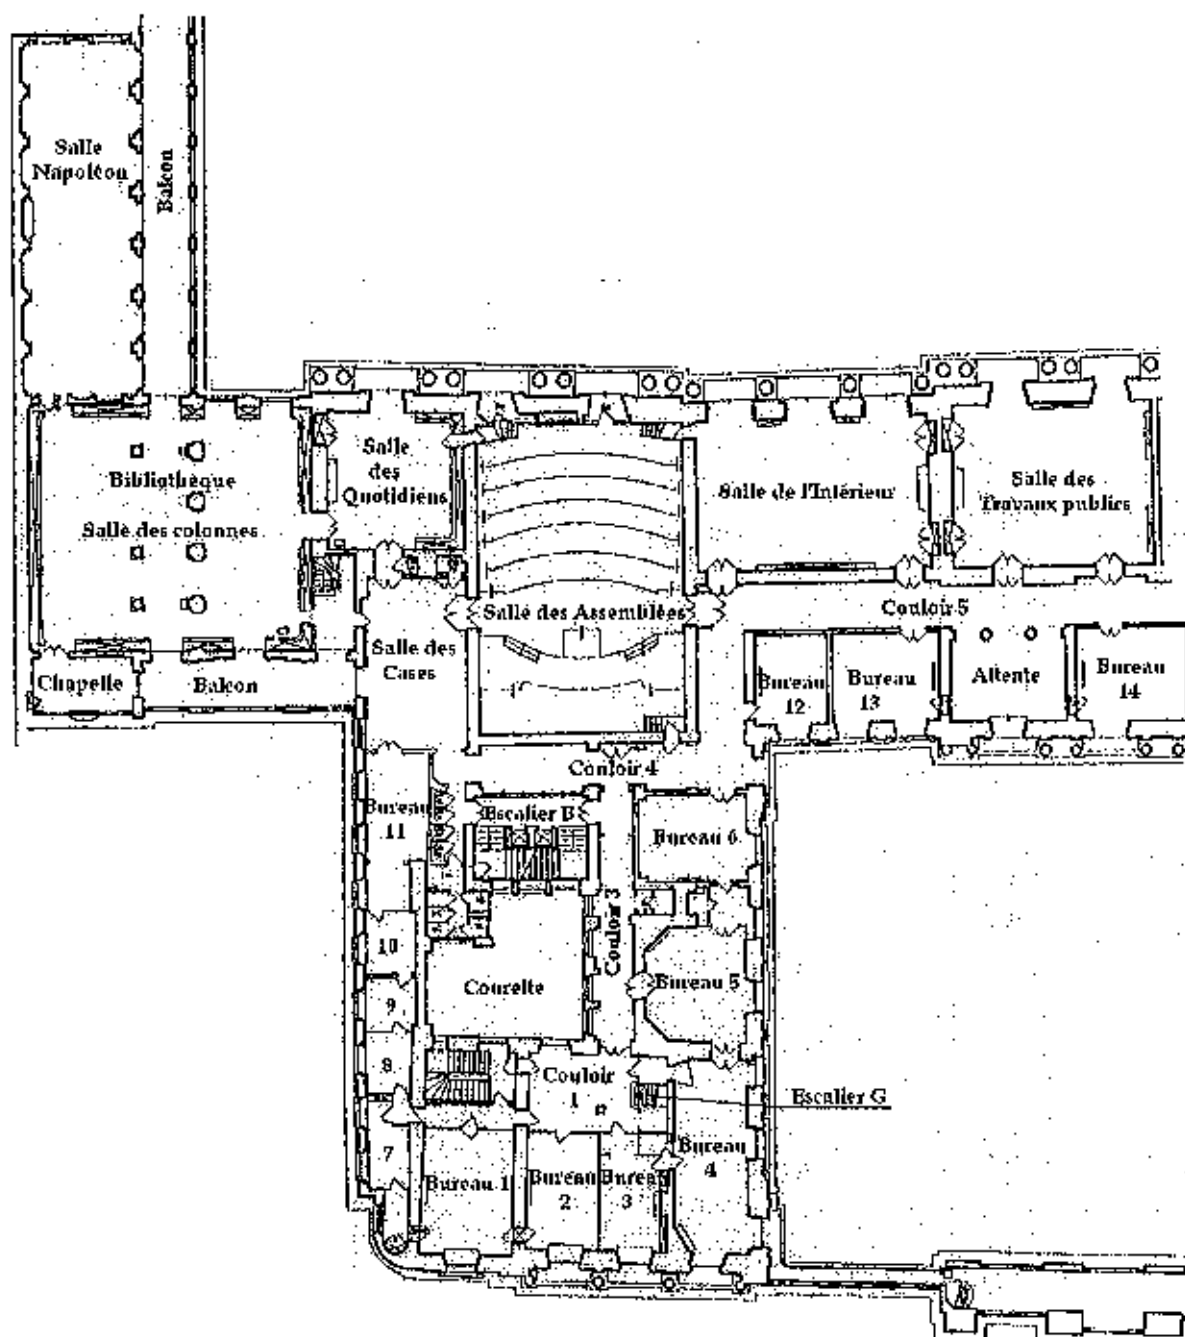 Salle
Napoléon
Balcon
Bibliothèque
Salle des colonnes
Salle
des
Quotidiens
Salle de l'Intérieur
Salle des
Travaux publics
Salle des Assemblées
Couloir 5
Salle des
Cases
Chapelle
Balcon
Bureau
12
Bureau
13
Attente
Bureau
14
Couloir 4
Bureau
11
Escalier B
Bureau 6
Couloir 3
10
Courette
Bureau 5
9
8
Couloir
1
Escalier G
7
Bureau 1
Bureau
2
Bureau
3
Bureau
4